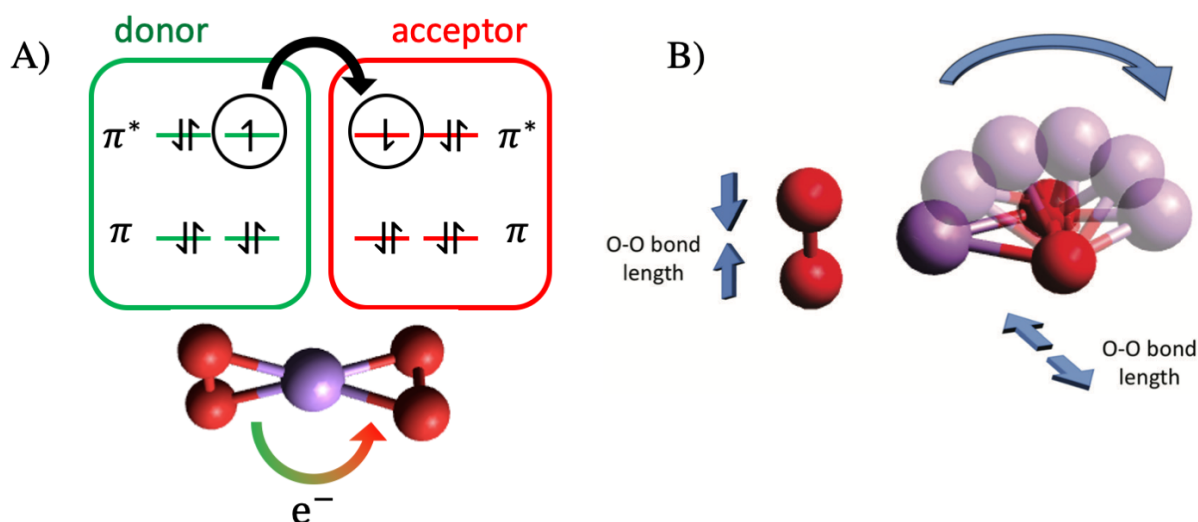 A)
donor
acceptor
π* π*
π π
e⁻
B)
O-O bond
length
O-O bond
length